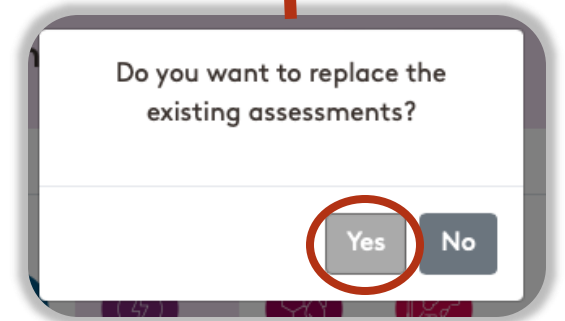 Do you want to replace the
existing assessments?
Yes No